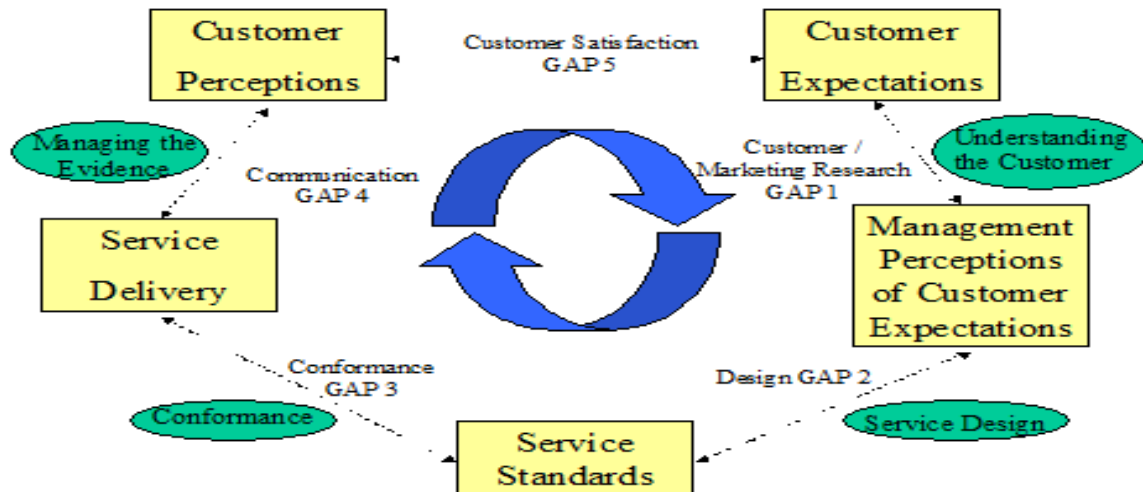 Customer
Perceptions
Customer Satisfaction
GAP 5
Customer
Expectations
Managing the
Evidence
Communication
GAP 4
Customer /
Marketing Research
GAP 1
Understanding
the Customer
Service
Delivery
Management
Perceptions
of Customer
Expectations
Conformance
GAP 3
Design GAP 2
Conformance
Service Design
Service
Standards